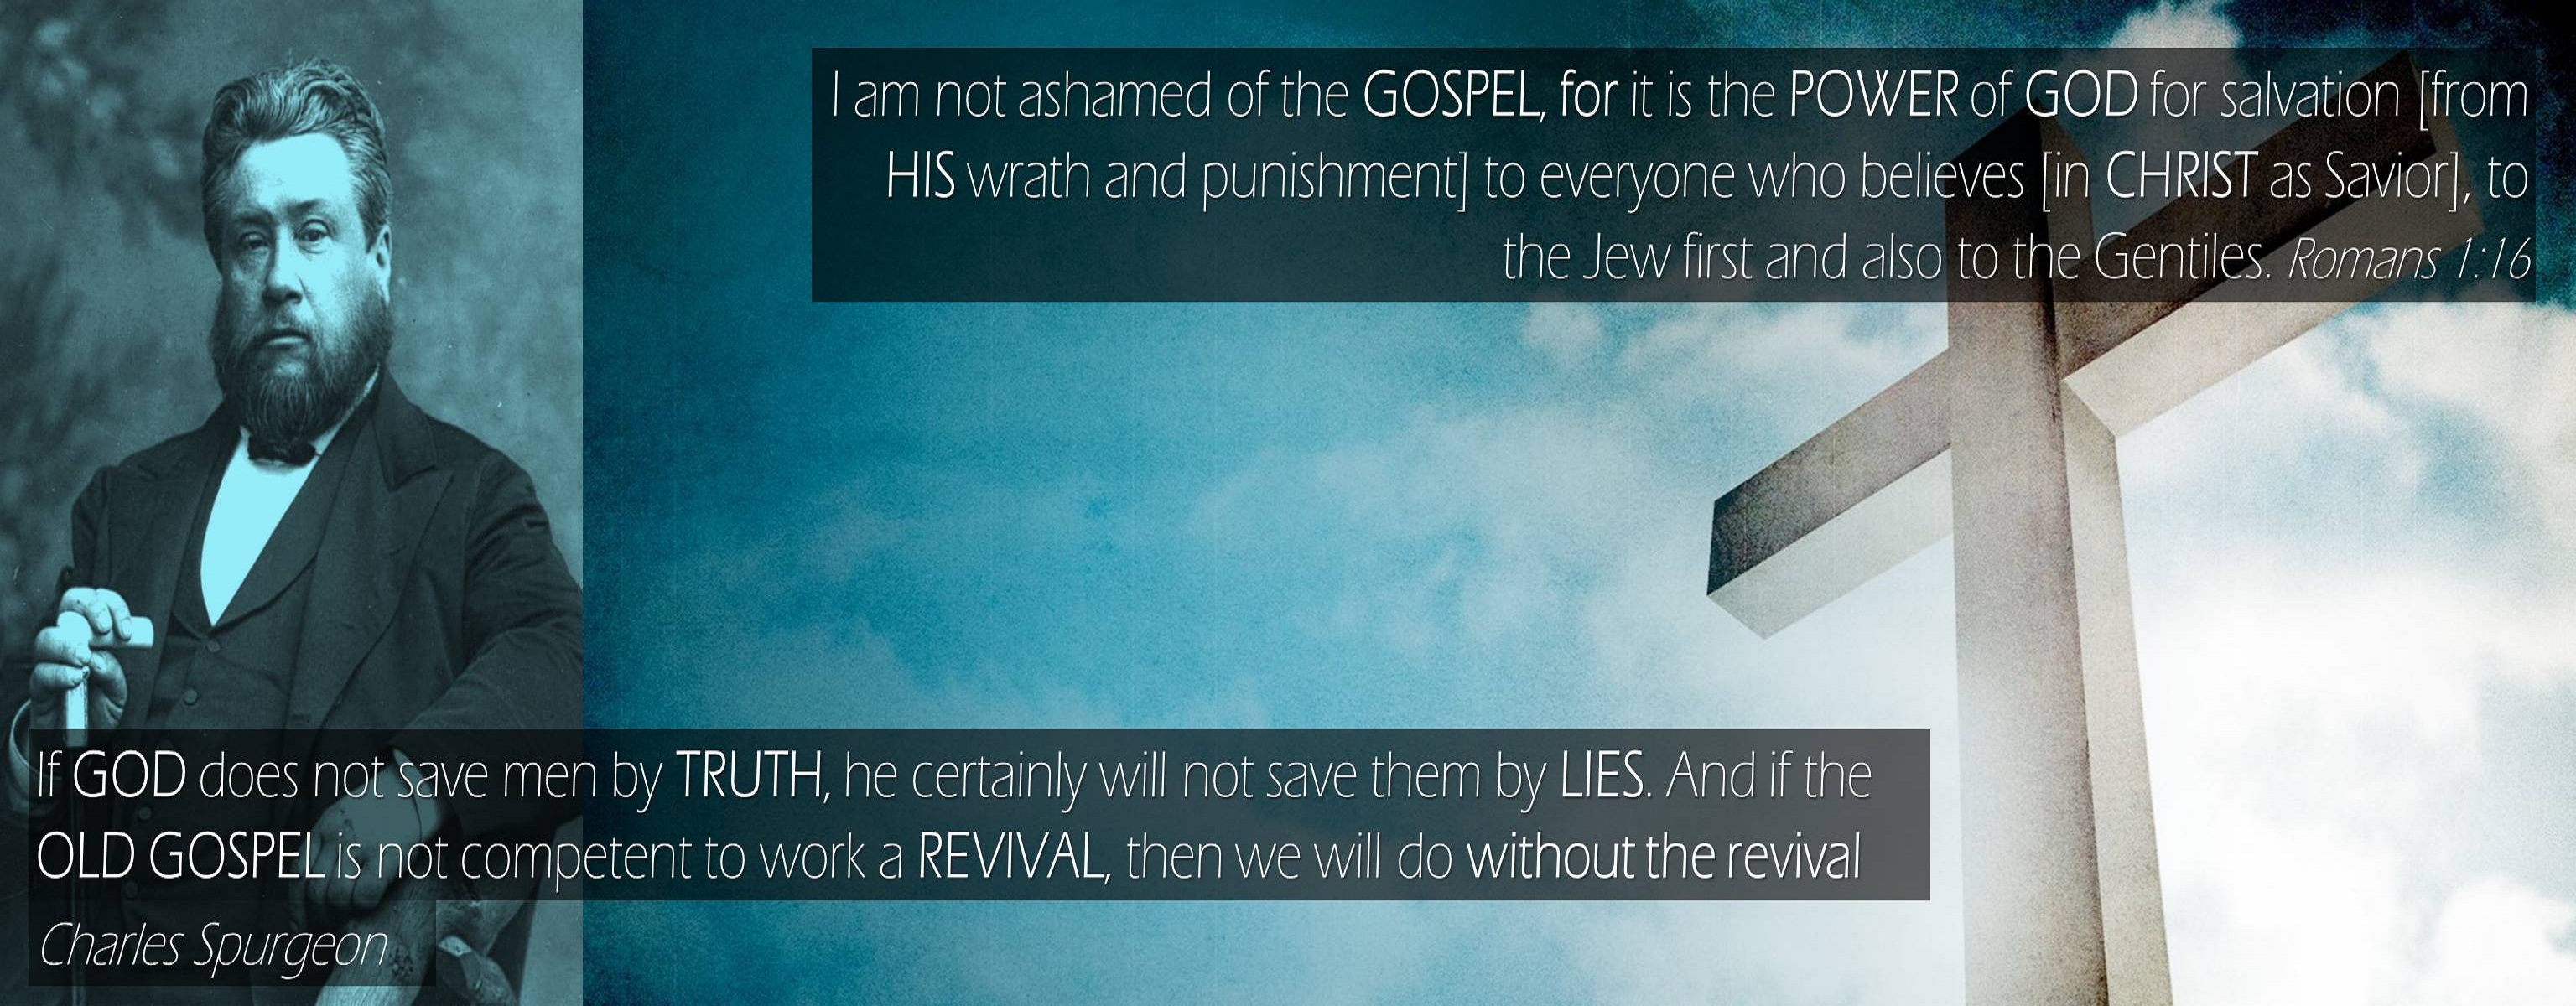 I am not ashamed of the GOSPEL, for it is the POWER of GOD for salvation [from
HIS wrath and punishment] to everyone who believes [in CHRIST as Savior], to
the Jew first and also to the Gentiles. Romans 1:16
If GOD does not save men by TRUTH, he certainly will not save them by LIES. And if the
OLD GOSPEL is not competent to work a REVIVAL, then we will do without the revival
Charles Spurgeon